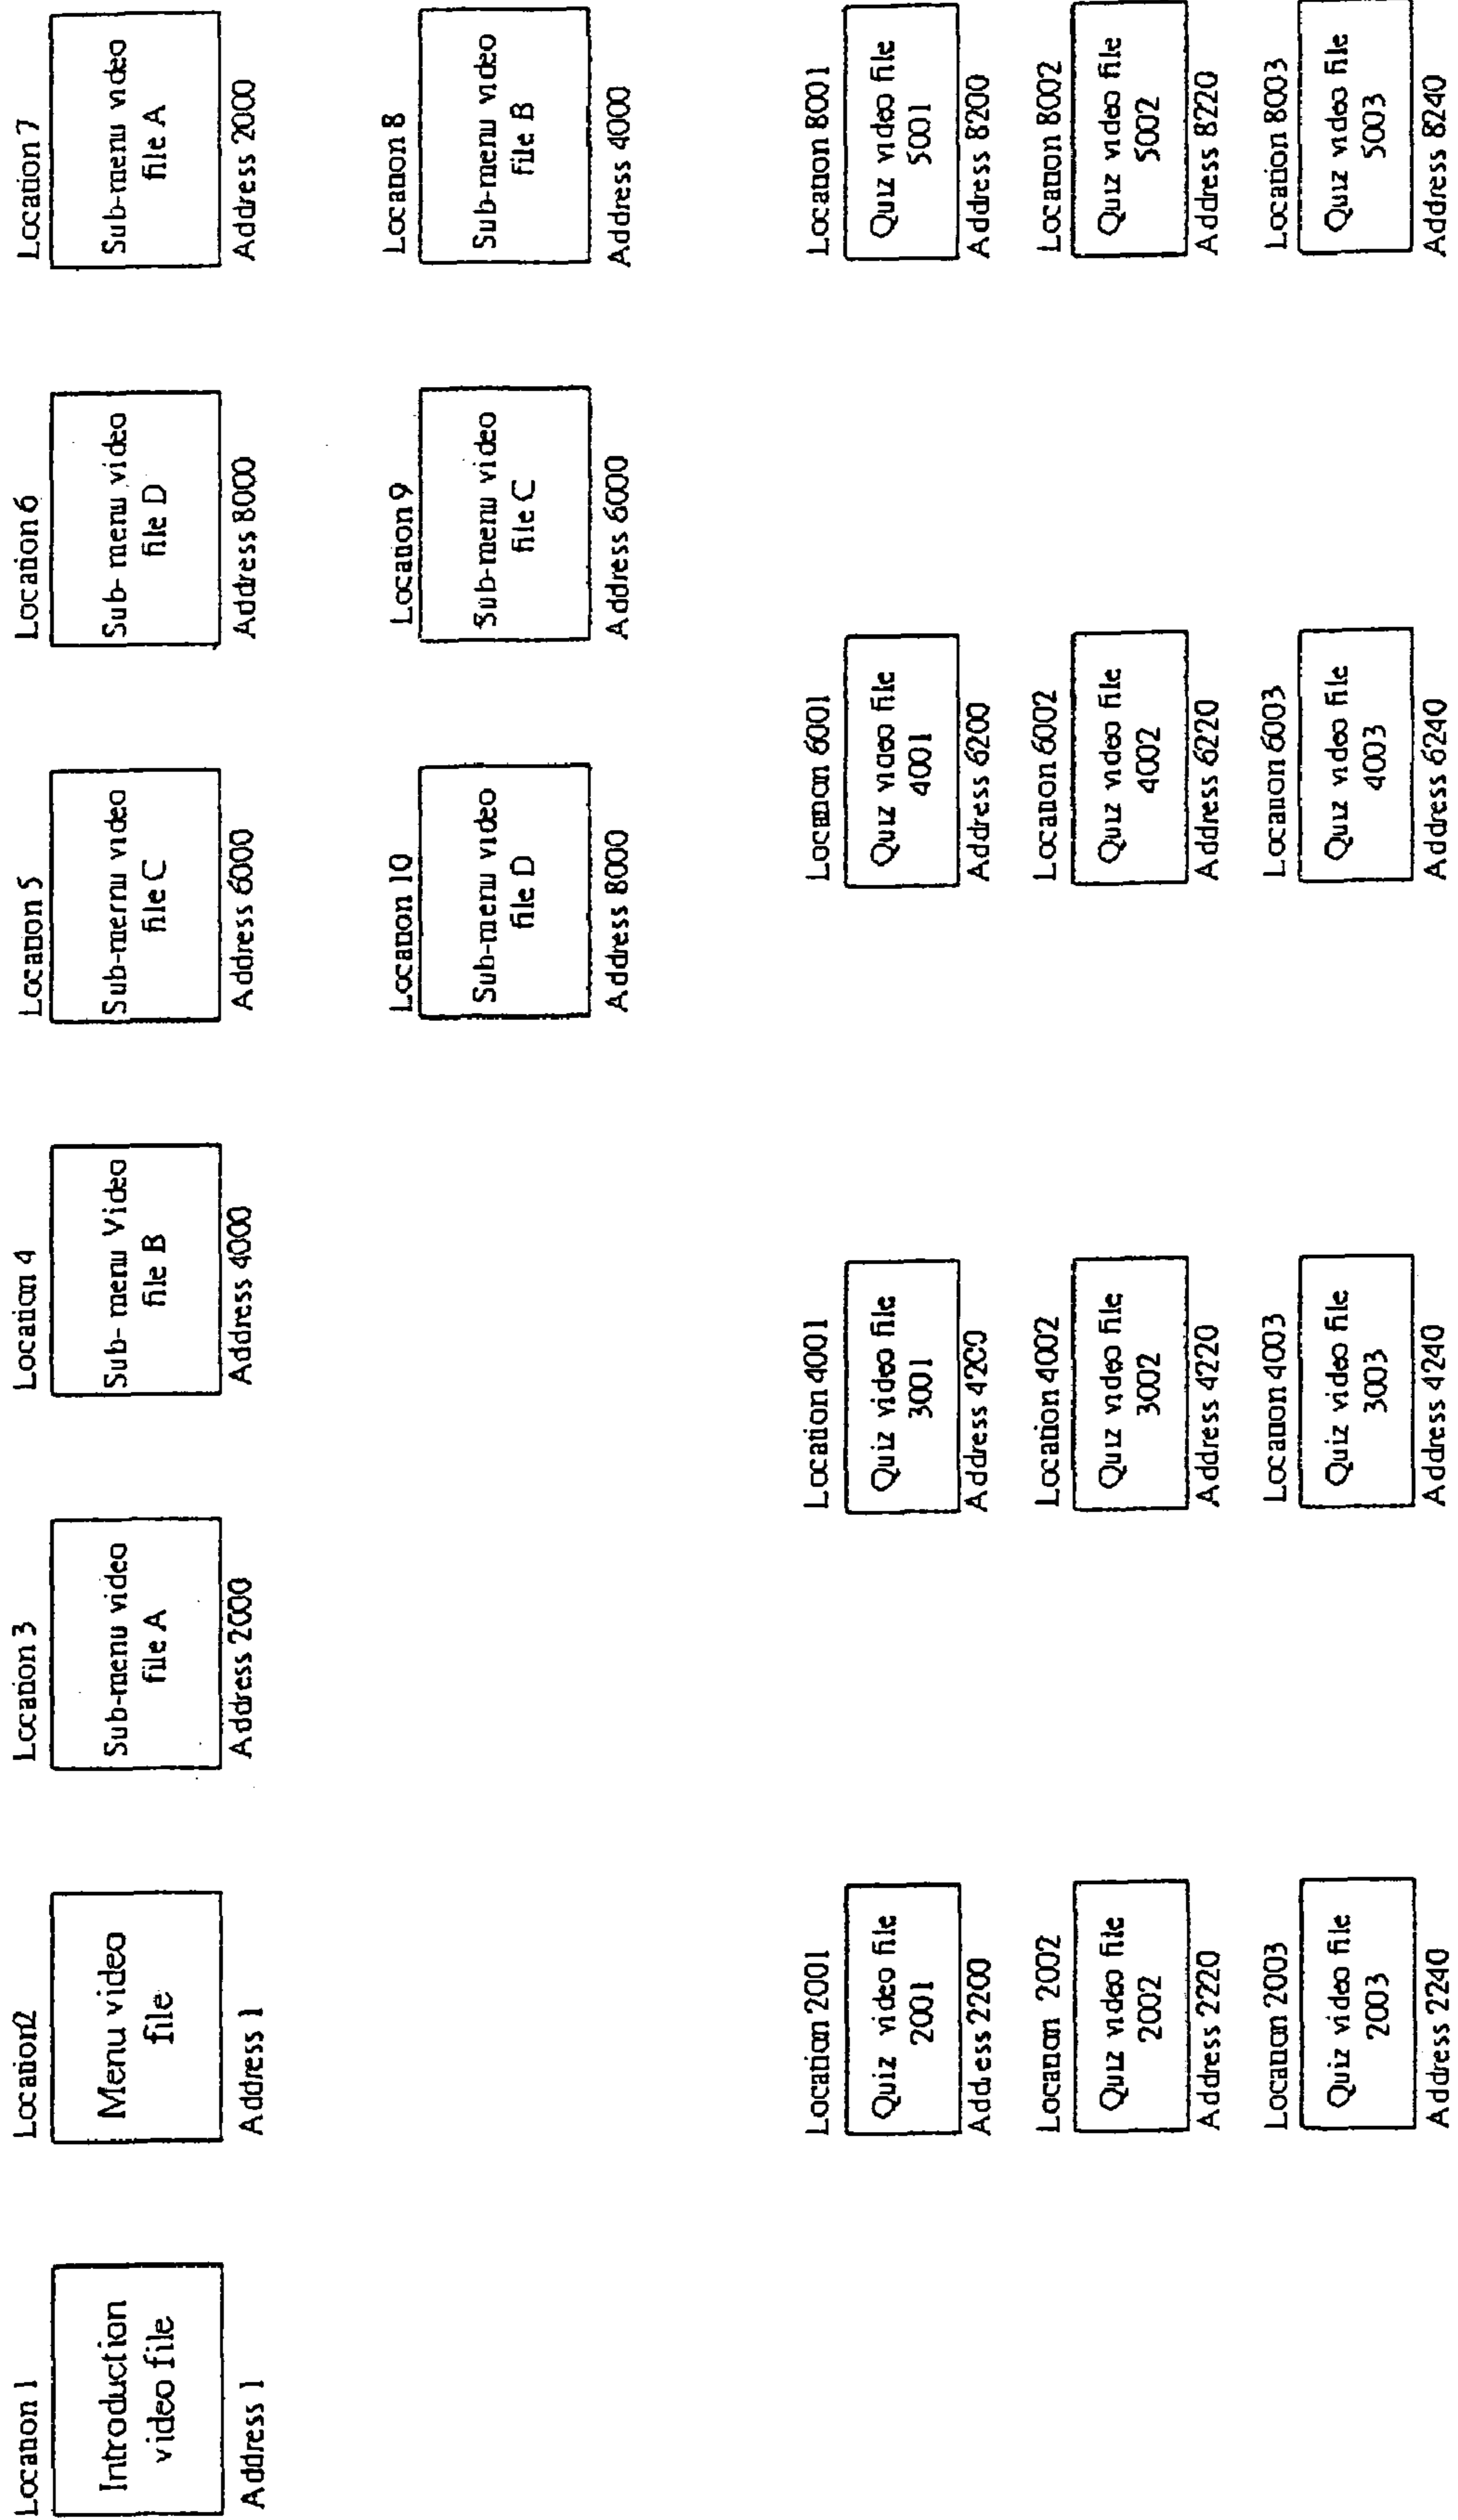 Location 1
Introduction
video file
Address 1
Location2
Menu video
file
Address 1
Location 3
Sub-menu video
file A
Address 2000
Location 4
Sub- menu Video
file B
Address 4000
Location 5
Sub-menu video
file C
Address 6000
Location 6
Sub- menu video
file D
Address 8000
Location 7
Sub-menu video
file A
Address 2000
Location 10
Sub-menu video
file D
Address 8000
Location 9
Sub-menu video
file C
Address 6000
Location 8
Sub-menu video
file B
Address 4000
Location 2001
Quiz video file
2001
Address 2200
Location 4001
Quiz video file
3001
Address 4200
Location 6001
Quiz video file
4001
Address 6200
Location 8001
Quiz video file
5001
Address 8200
Location 2002
Quiz video file
2002
Address 2220
Location 4002
Quiz video file
3002
Address 4220
Location 6002
Quiz video file
4002
Address 6220
Location 8002
Quiz video file
5002
Address 8220
Location 2003
Quiz video file
2003
Address 2240
Location 4003
Quiz video file
3003
Address 4240
Location 6003
Quiz video file
4003
Address 6240
Location 8003
Quiz video file
5003
Address 8240